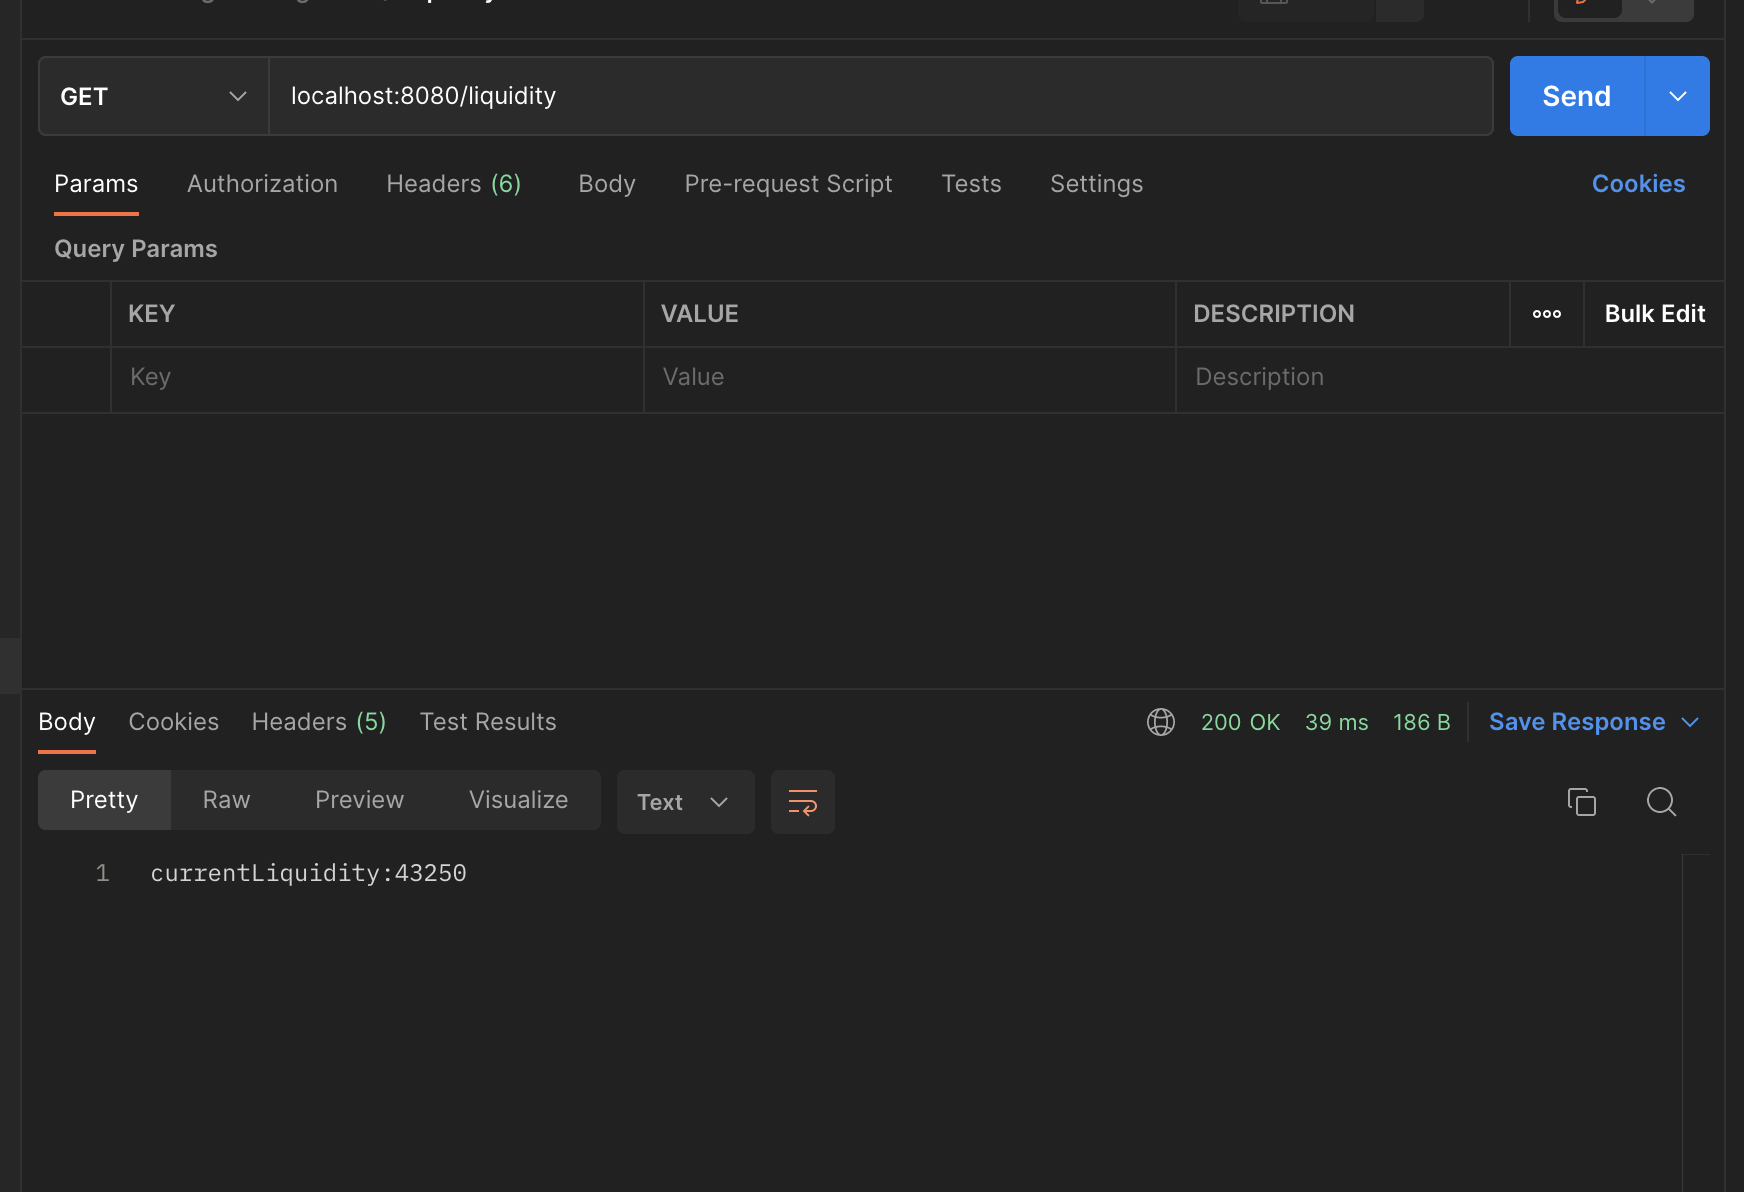 GET localhost:8080/liquidity Send
Params Authorization Headers (6) Body Pre-request Script Tests Settings Cookies
Query Params
KEY VALUE DESCRIPTION ooo Bulk Edit
Key Value Description
Body Cookies Headers (5) Test Results 200 OK 39 ms 186 B Save Response
Pretty Raw Preview Visualize Text
1 currentLiquidity:43250